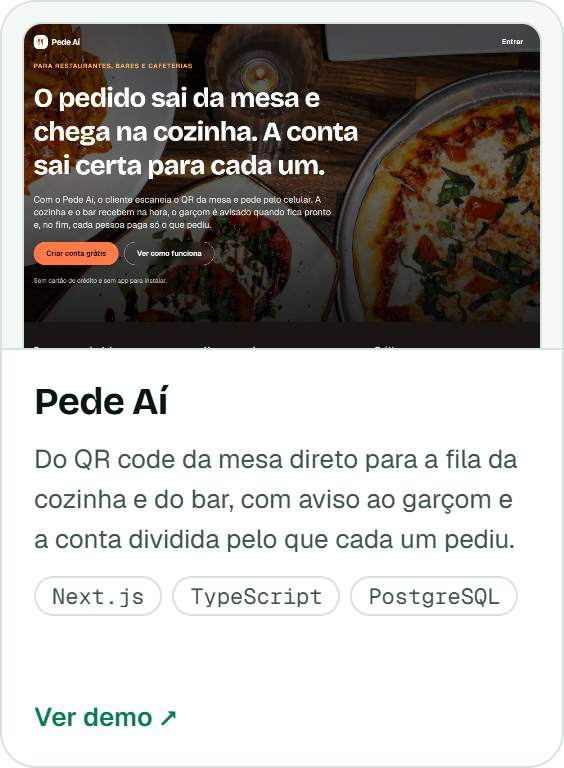 Pede Aí
Entrar
PARA RESTAURANTES, BARES E CAFETERIAS
O pedido sai da mesa e
chega na cozinha. A conta
sai certa para cada um.
Com o Pede Aí, o cliente escaneia o QR da mesa e pede pelo celular. A
cozinha e o bar recebem na hora, o garçom é avisado quando fica pronto
e, no fim, cada pessoa paga só o que pediu.
Criar conta grátis
Ver como funciona
Sem cartão de crédito e sem app para instalar.
Pede Aí
Do QR code da mesa direto para a fila da
cozinha e do bar, com aviso ao garçom e
a conta dividida pelo que cada um pediu.
Next.js
TypeScript
PostgreSQL
Ver demo ↗